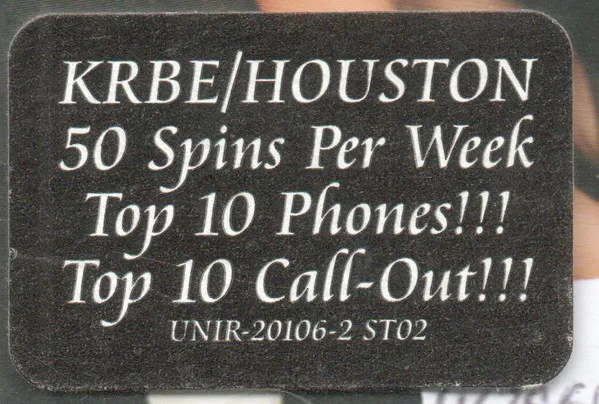 KRBE/HOUSTON
50 Spins Per Week
Top 10 Phones!!!
Top 10 Call-Out!!!
UNIR-20106-2 ST02